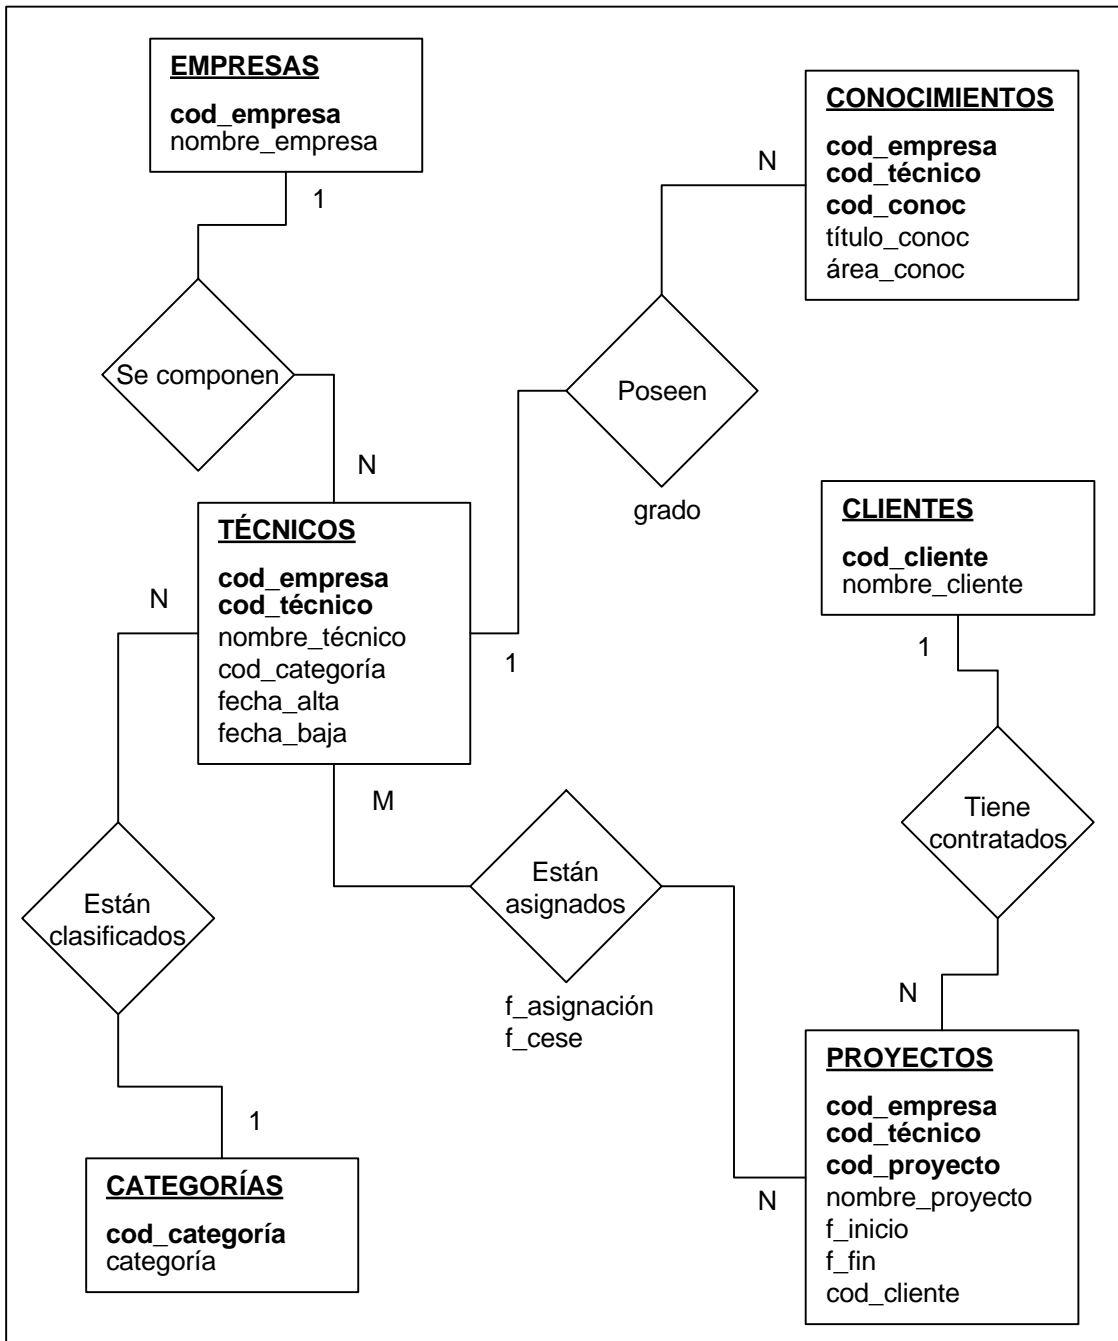 EMPRESAS
cod_empresa
nombre_empresa
1
CONOCIMIENTOS
cod_empresa
cod_técnico
cod_conoc
título_conoc
área_conoc
N
Se componen
N
Poseen
grado
TÉCNICOS
cod_empresa
cod_técnico
nombre_técnico
cod_categoría
fecha_alta
fecha_baja
N
1
M
CLIENTES
cod_cliente
nombre_cliente
1
Tiene
contratados
N
Están
asignados
f_asignación
f_cese
Están
clasificados
1
CATEGORÍAS
cod_categoría
categoría
N
PROYECTOS
cod_empresa
cod_técnico
cod_proyecto
nombre_proyecto
f_inicio
f_fin
cod_cliente